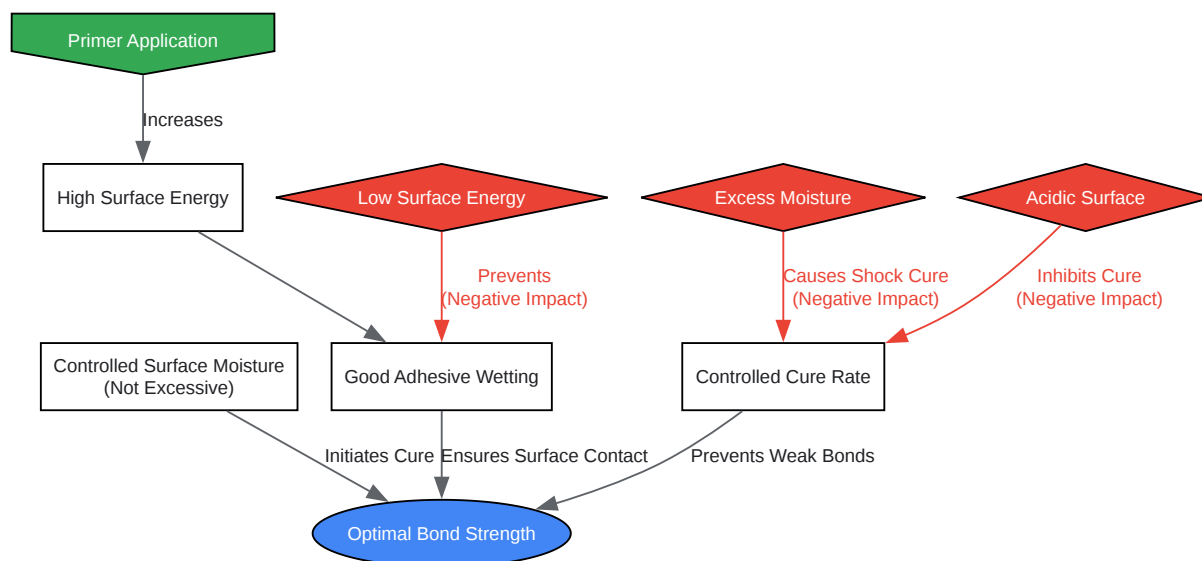 Primer Application
Increases
High Surface Energy
Low Surface Energy
Excess Moisture
Acidic Surface
Prevents
(Negative Impact)
Causes Shock Cure
(Negative Impact)
Inhibits Cure
(Negative Impact)
Controlled Surface Moisture
(Not Excessive)
Good Adhesive Wetting
Controlled Cure Rate
Initiates Cure
Ensures Surface Contact
Prevents Weak Bonds
Optimal Bond Strength